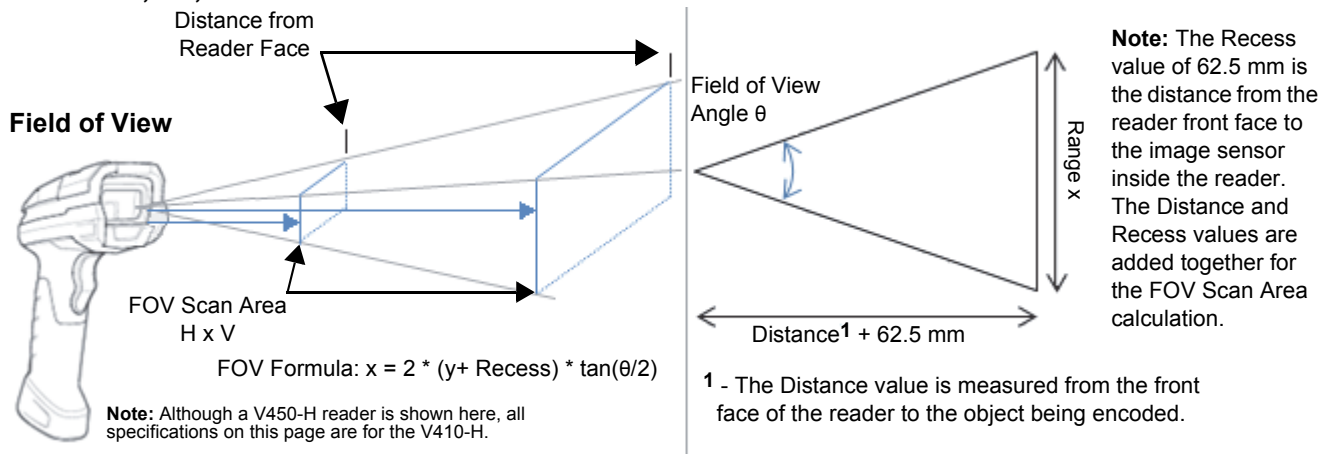 Distance from
Reader Face
Field of View
FOV Scan Area
H x V
FOV Formula: x = 2 * (y+ Recess) * tan(θ/2)
Note: Although a V450-H reader is shown here, all
specifications on this page are for the V410-H.
Field of View
Angle θ
Range x
Distance1 + 62.5 mm
1 - The Distance value is measured from the front
face of the reader to the object being encoded.
Note: The Recess
value of 62.5 mm is
the distance from the
reader front face to
the image sensor
inside the reader.
The Distance and
Recess values are
added together for
the FOV Scan Area
calculation.